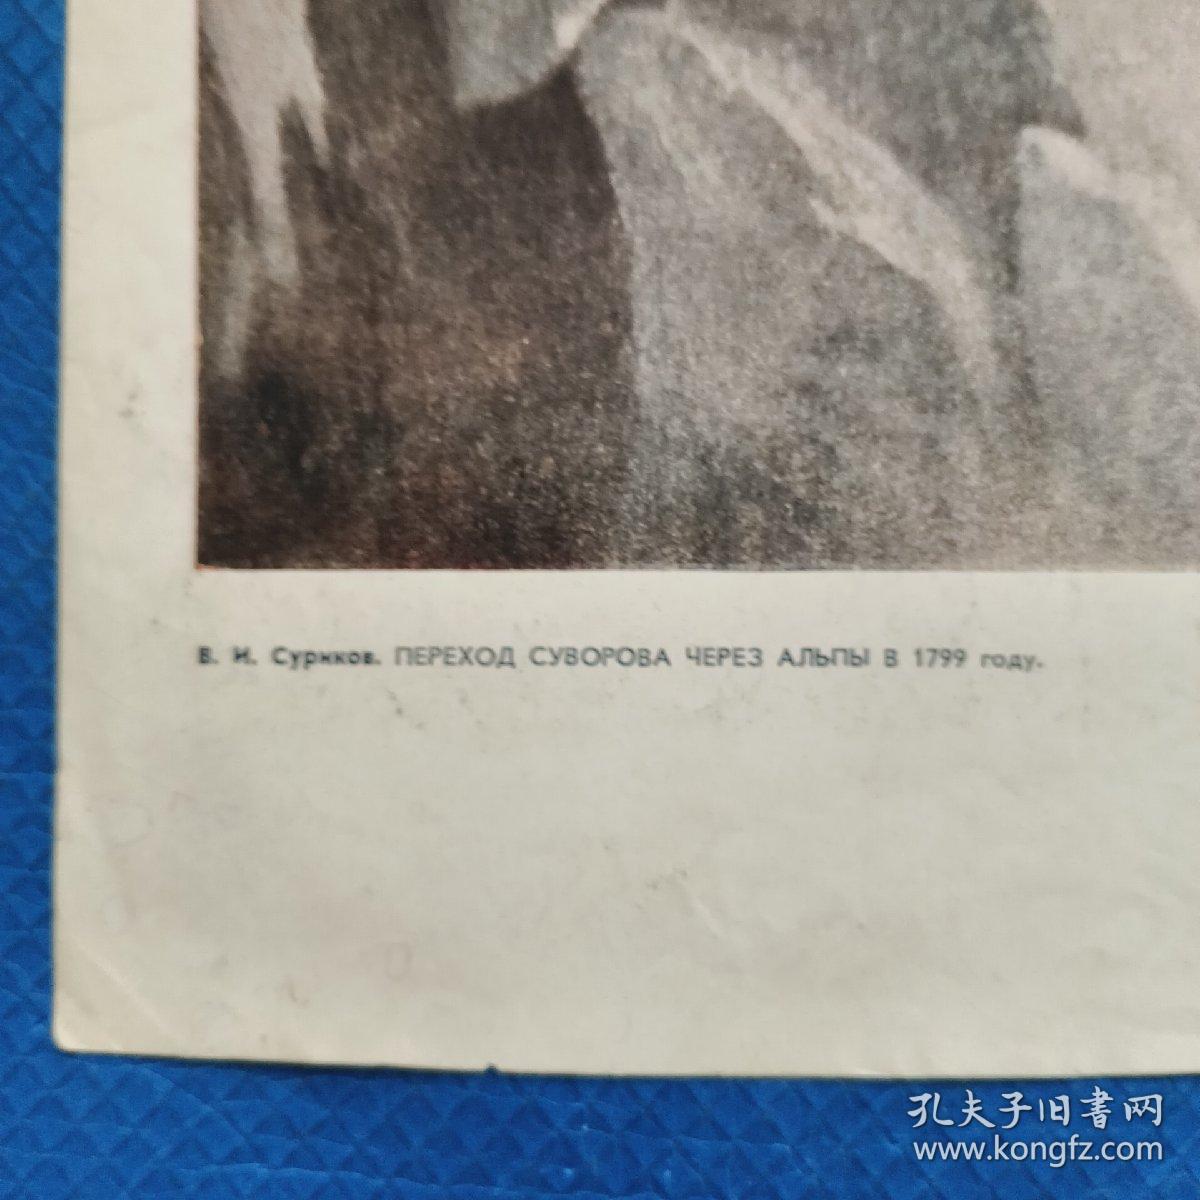 В. И. Суриков. ПЕРЕХОД СУВОРОВА ЧЕРЕЗ АЛЬПЫ В 1799 году.
孔夫子旧書网
www.kongfz.com